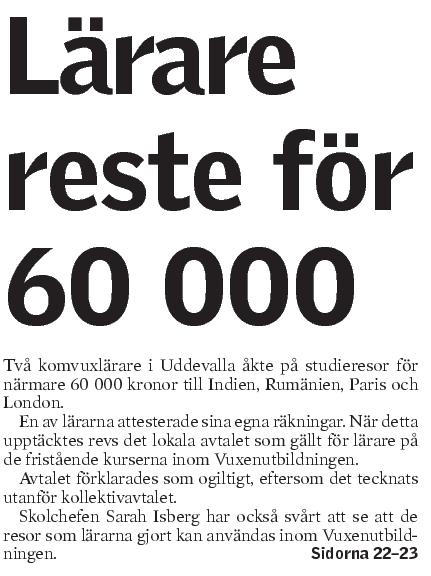 Lärare
reste för
60 000
Två komvuxlärare i Uddevalla åkte på studieresor för
närmare 60 000 kronor till Indien, Rumänien, Paris och
London.
En av lärarna attesterade sina egna räkningar. När detta
upptäcktes revs det lokala avtalet som gällt för lärare på
de fristående kurserna inom Vuxenutbildningen.
Avtalet förklarades som ogiltigt, eftersom det tecknats
utanför kollektivavtalet.
Skolchefen Sarah Isberg har också svårt att se att de
resor som lärarna gjort kan användas inom Vuxenutbild-
ningen. Sidorna 22–23